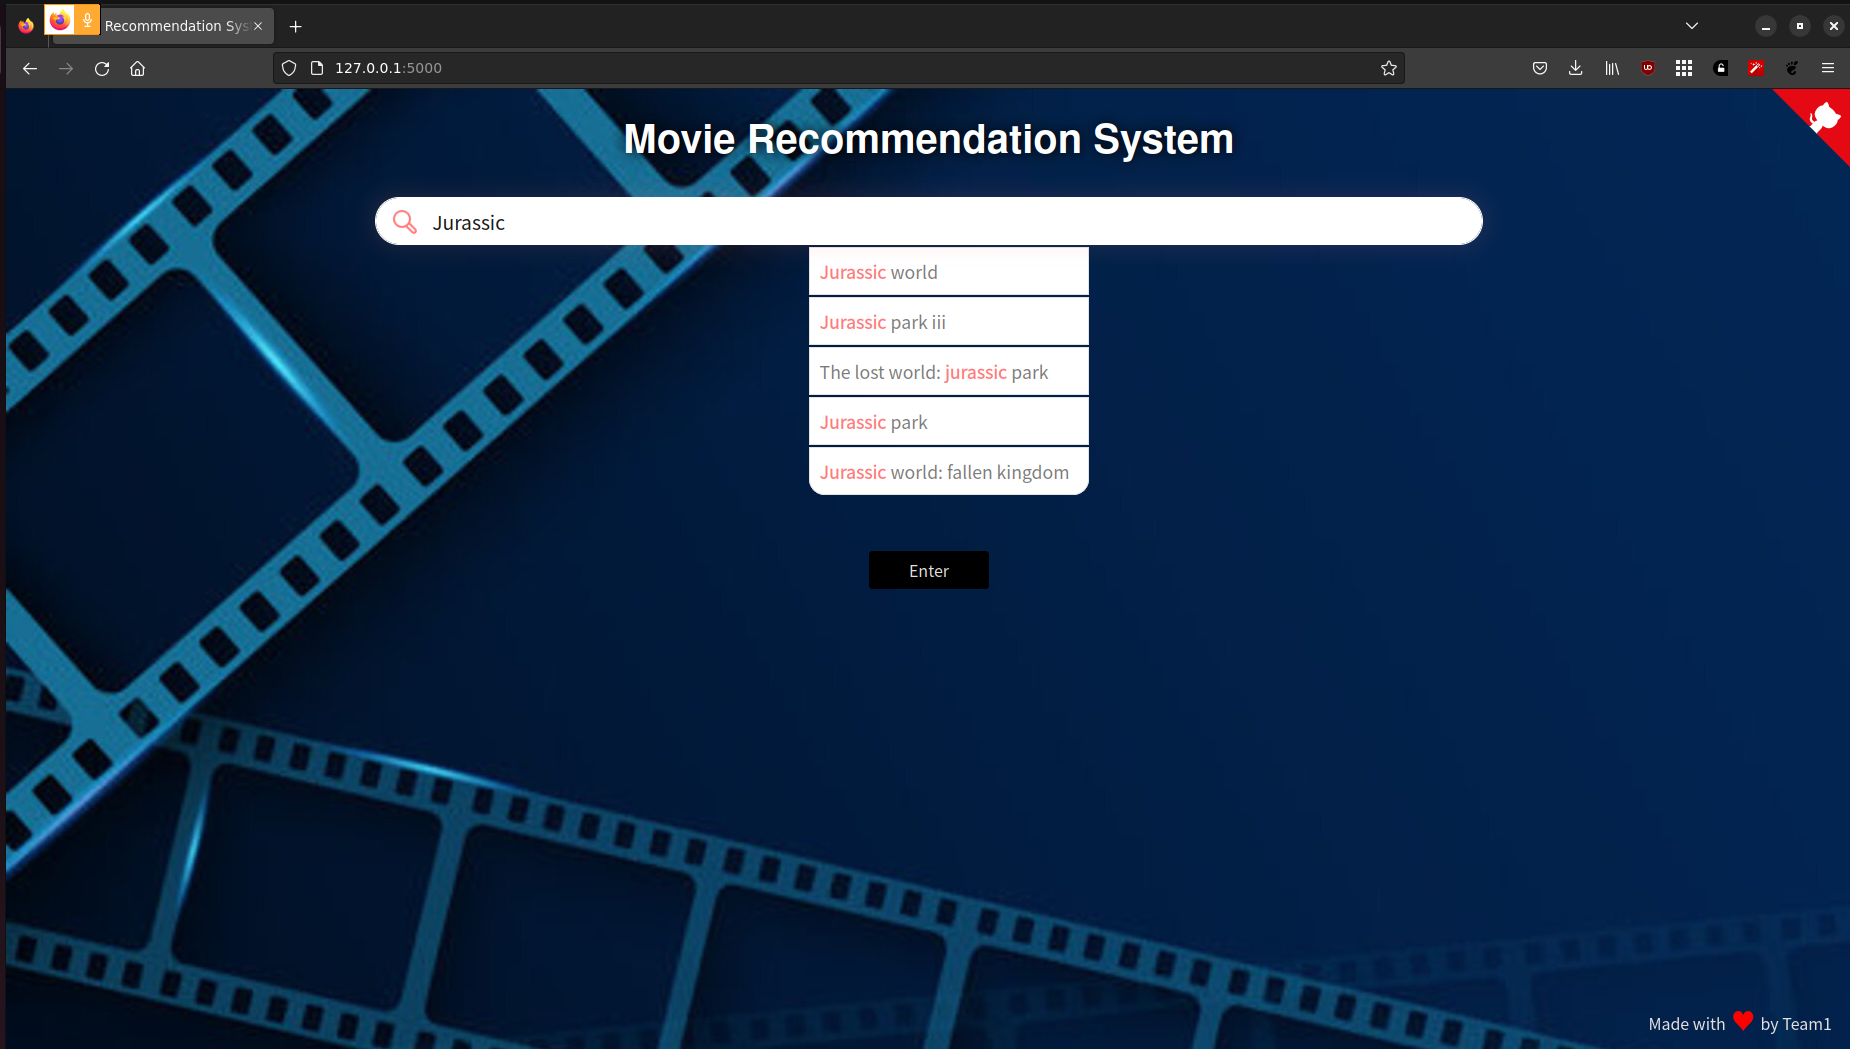 Recommendation Sys
127.0.0.1:5000
Movie Recommendation System
Jurassic
Jurassic world
Jurassic park iii
The lost world: jurassic park
Jurassic park
Jurassic world: fallen kingdom
Enter
Made with ♥ by Team1